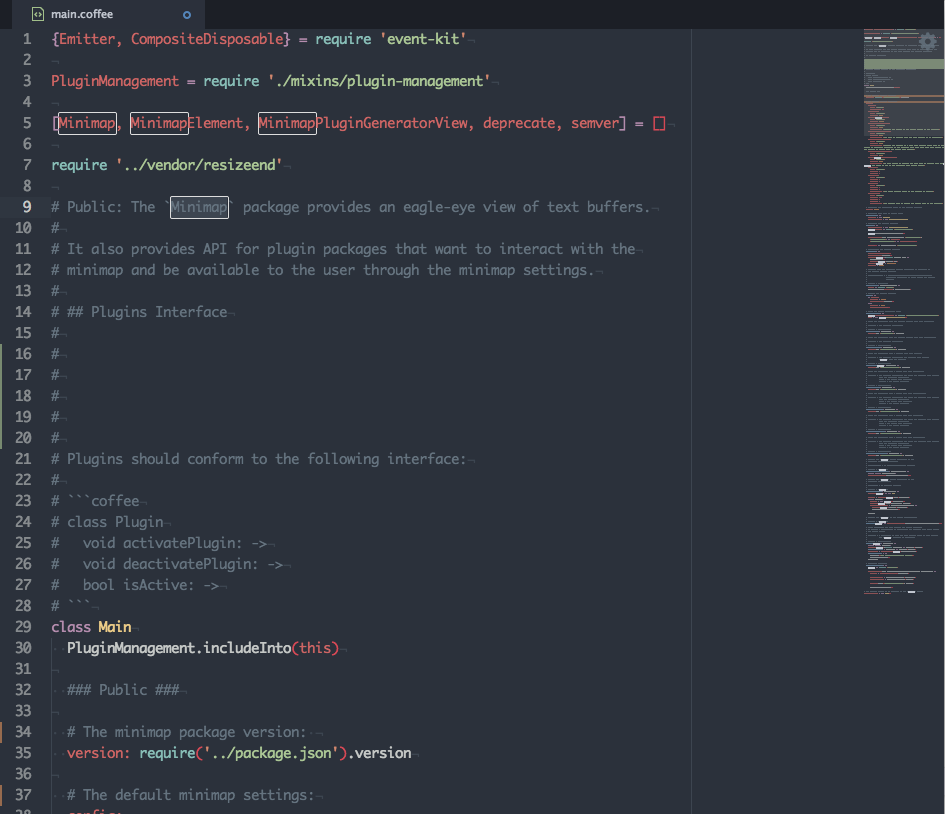 main.coffee
1 {Emitter, CompositeDisposable} = require 'event-kit'
2
3 PluginManagement = require './mixins/plugin-management'
4
5 [Minimap, MinimapElement, MinimapPluginGeneratorView, deprecate, semver] = []
6
7 require '../vendor/resizeend'
8
9 # Public: The `Minimap` package provides an eagle-eye view of text buffers.
10 #
11 # It also provides API for plugin packages that want to interact with the
12 # minimap and be available to the user through the minimap settings.
13 #
14 # ## Plugins Interface
15 #
16 #
17 #
18 #
19 #
20 #
21 # Plugins should conform to the following interface:
22 #
23 # ```coffee
24 # class Plugin
25 #   void activatePlugin: ->
26 #   void deactivatePlugin: ->
27 #   bool isActive: ->
28 # ```
29 class Main
30   PluginManagement.includeInto(this)
31
32   ### Public ###
33
34   # The minimap package version:
35   version: require('../package.json').version
36
37   # The default minimap settings:
38   config: